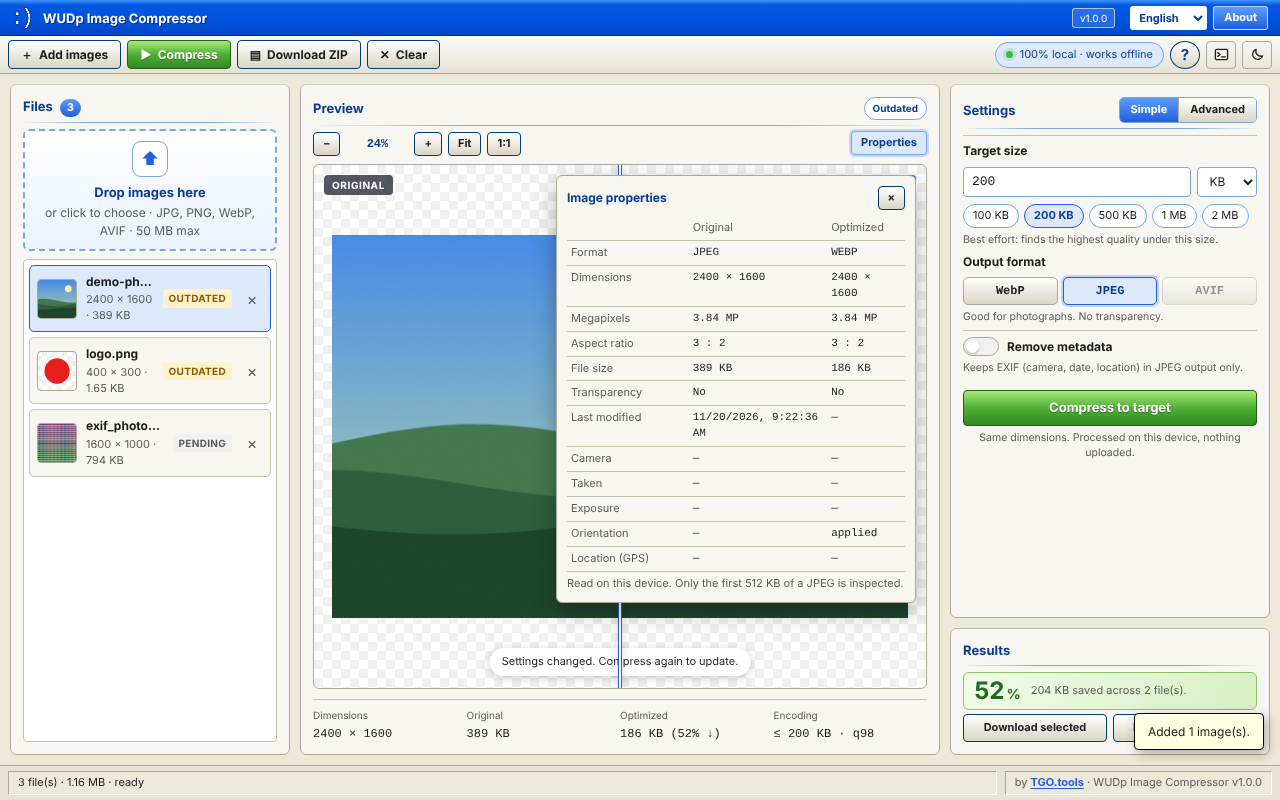 :) WUDp Image Compressor
v1.0.0
English
About
+ Add images
▶ Compress
▤ Download ZIP
✕ Clear
100% local · works offline
?
Files 3
Drop images here
or click to choose · JPG, PNG, WebP,
AVIF · 50 MB max
demo-ph...
2400 × 1600
· 389 KB
OUTDATED
✕
logo.png
400 × 300 ·
1.65 KB
OUTDATED
✕
exif_photo...
1600 × 1000 ·
794 KB
PENDING
✕
Preview
Outdated
−
24%
+
Fit
1:1
Properties
ORIGINAL
Image properties
×
Original Optimized
Format JPEG WEBP
Dimensions 2400 × 1600 2400 ×
1600
Megapixels 3.84 MP 3.84 MP
Aspect ratio 3 : 2 3 : 2
File size 389 KB 186 KB
Transparency No No
Last modified 11/20/2026, 9:22:36 —
AM
Camera — —
Taken — —
Exposure — —
Orientation — applied
Location (GPS) — —
Read on this device. Only the first 512 KB of a JPEG is inspected.
Settings changed. Compress again to update.
Dimensions Original Optimized Encoding
2400 × 1600 389 KB 186 KB (52% ↓) ≤ 200 KB · q98
Settings
Simple Advanced
Target size
200 KB
100 KB 200 KB 500 KB 1 MB 2 MB
Best effort: finds the highest quality under this size.
Output format
WebP JPEG AVIF
Good for photographs. No transparency.
Remove metadata
Keeps EXIF (camera, date, location) in JPEG output only.
Compress to target
Same dimensions. Processed on this device, nothing
uploaded.
Results
52 % 204 KB saved across 2 file(s).
Download selected
Added 1 image(s).
3 file(s) · 1.16 MB · ready
by TGO.tools · WUDp Image Compressor v1.0.0